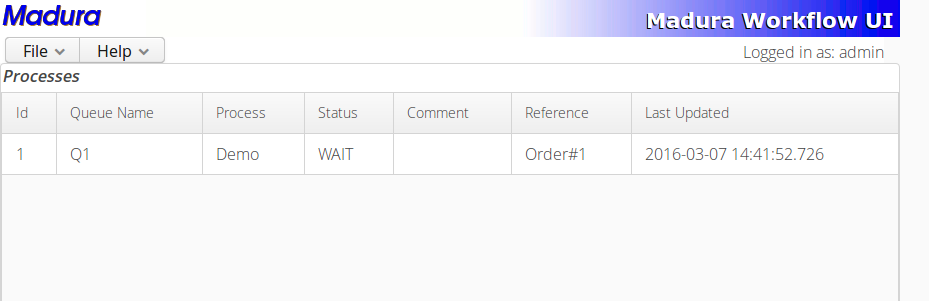 Madura
Madura Workflow UI
File Help
Logged in as: admin
Processes
Id Queue Name Process Status Comment Reference Last Updated
1 Q1 Demo WAIT Order#1 2016-03-07 14:41:52.726